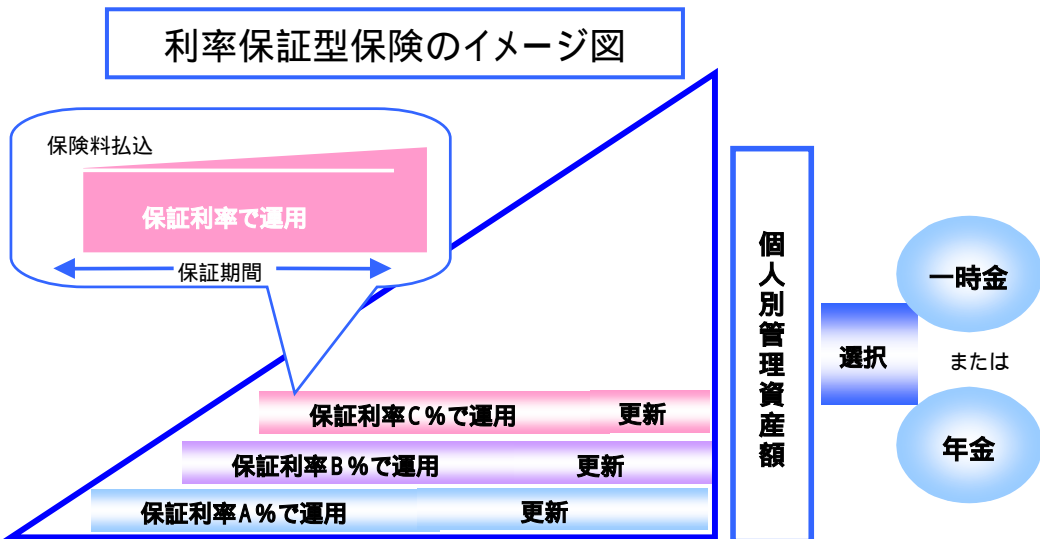 利率保証型保険のイメージ図
保険料払込
保証利率で運用
保証期間
保証利率C%で運用
更新
保証利率B%で運用
更新
保証利率A%で運用
更新
個人別管理資産額
選択
一時金
または
年金